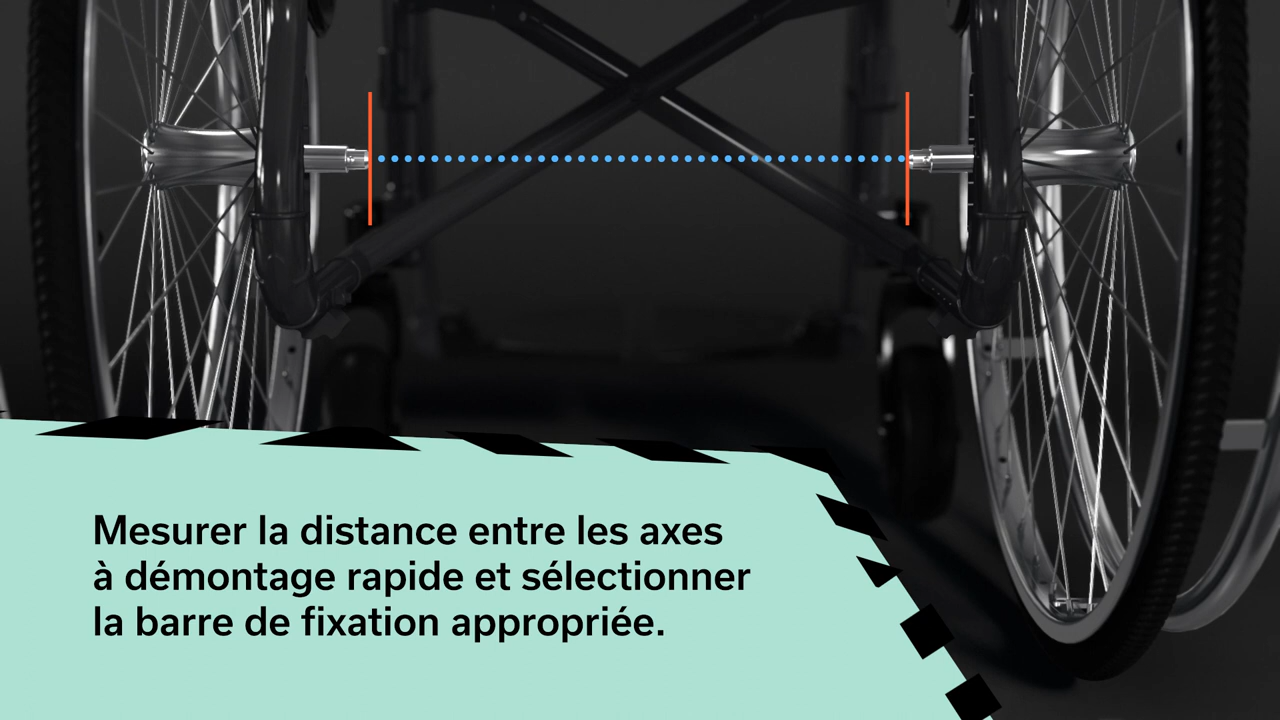 Mesurer la distance entre les axes
à démontage rapide et sélectionner
la barre de fixation appropriée.